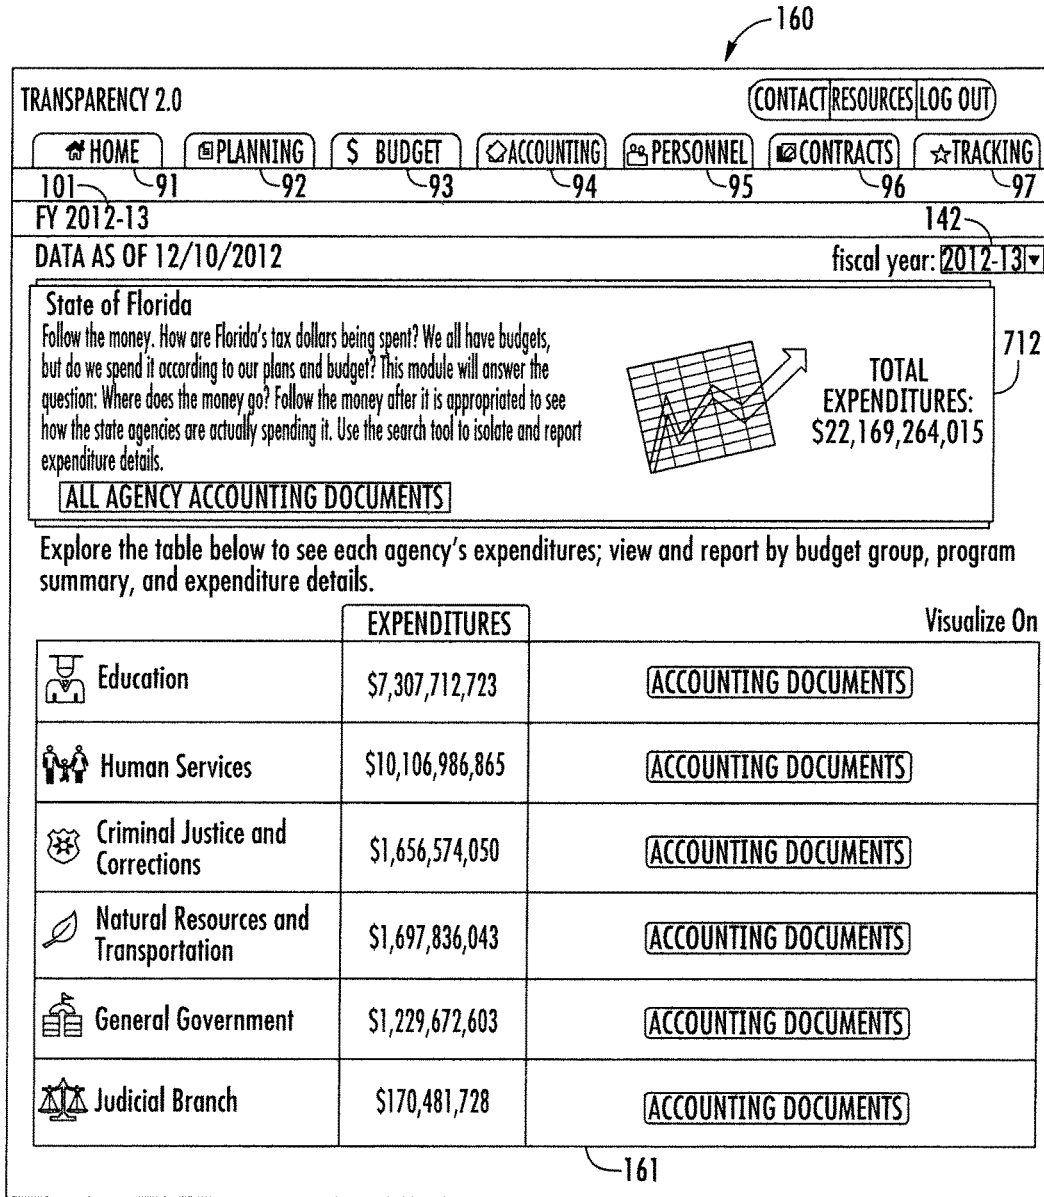 160
TRANSPARENCY 2.0
CONTACT RESOURCES LOG OUT
HOME PLANNING $ BUDGET ACCOUNTING PERSONNEL CONTRACTS TRACKING
101 91 92 93 94 95 96 97
FY 2012-13
142
DATA AS OF 12/10/2012
fiscal year: 2012-13
State of Florida
Follow the money. How are Florida's tax dollars being spent? We all have budgets,
but do we spend it according to our plans and budget? This module will answer the
question: Where does the money go? Follow the money after it is appropriated to see
how the state agencies are actually spending it. Use the search tool to isolate and report
expenditure details.
ALL AGENCY ACCOUNTING DOCUMENTS
TOTAL
EXPENDITURES:
$22,169,264,015
712
Explore the table below to see each agency's expenditures; view and report by budget group, program
summary, and expenditure details.
EXPENDITURES
Visualize On
Education $7,307,712,723 ACCOUNTING DOCUMENTS
Human Services $10,106,986,865 ACCOUNTING DOCUMENTS
Criminal Justice and
Corrections
$1,656,574,050 ACCOUNTING DOCUMENTS
Natural Resources and
Transportation
$1,697,836,043 ACCOUNTING DOCUMENTS
General Government $1,229,672,603 ACCOUNTING DOCUMENTS
Judicial Branch $170,481,728 ACCOUNTING DOCUMENTS
161